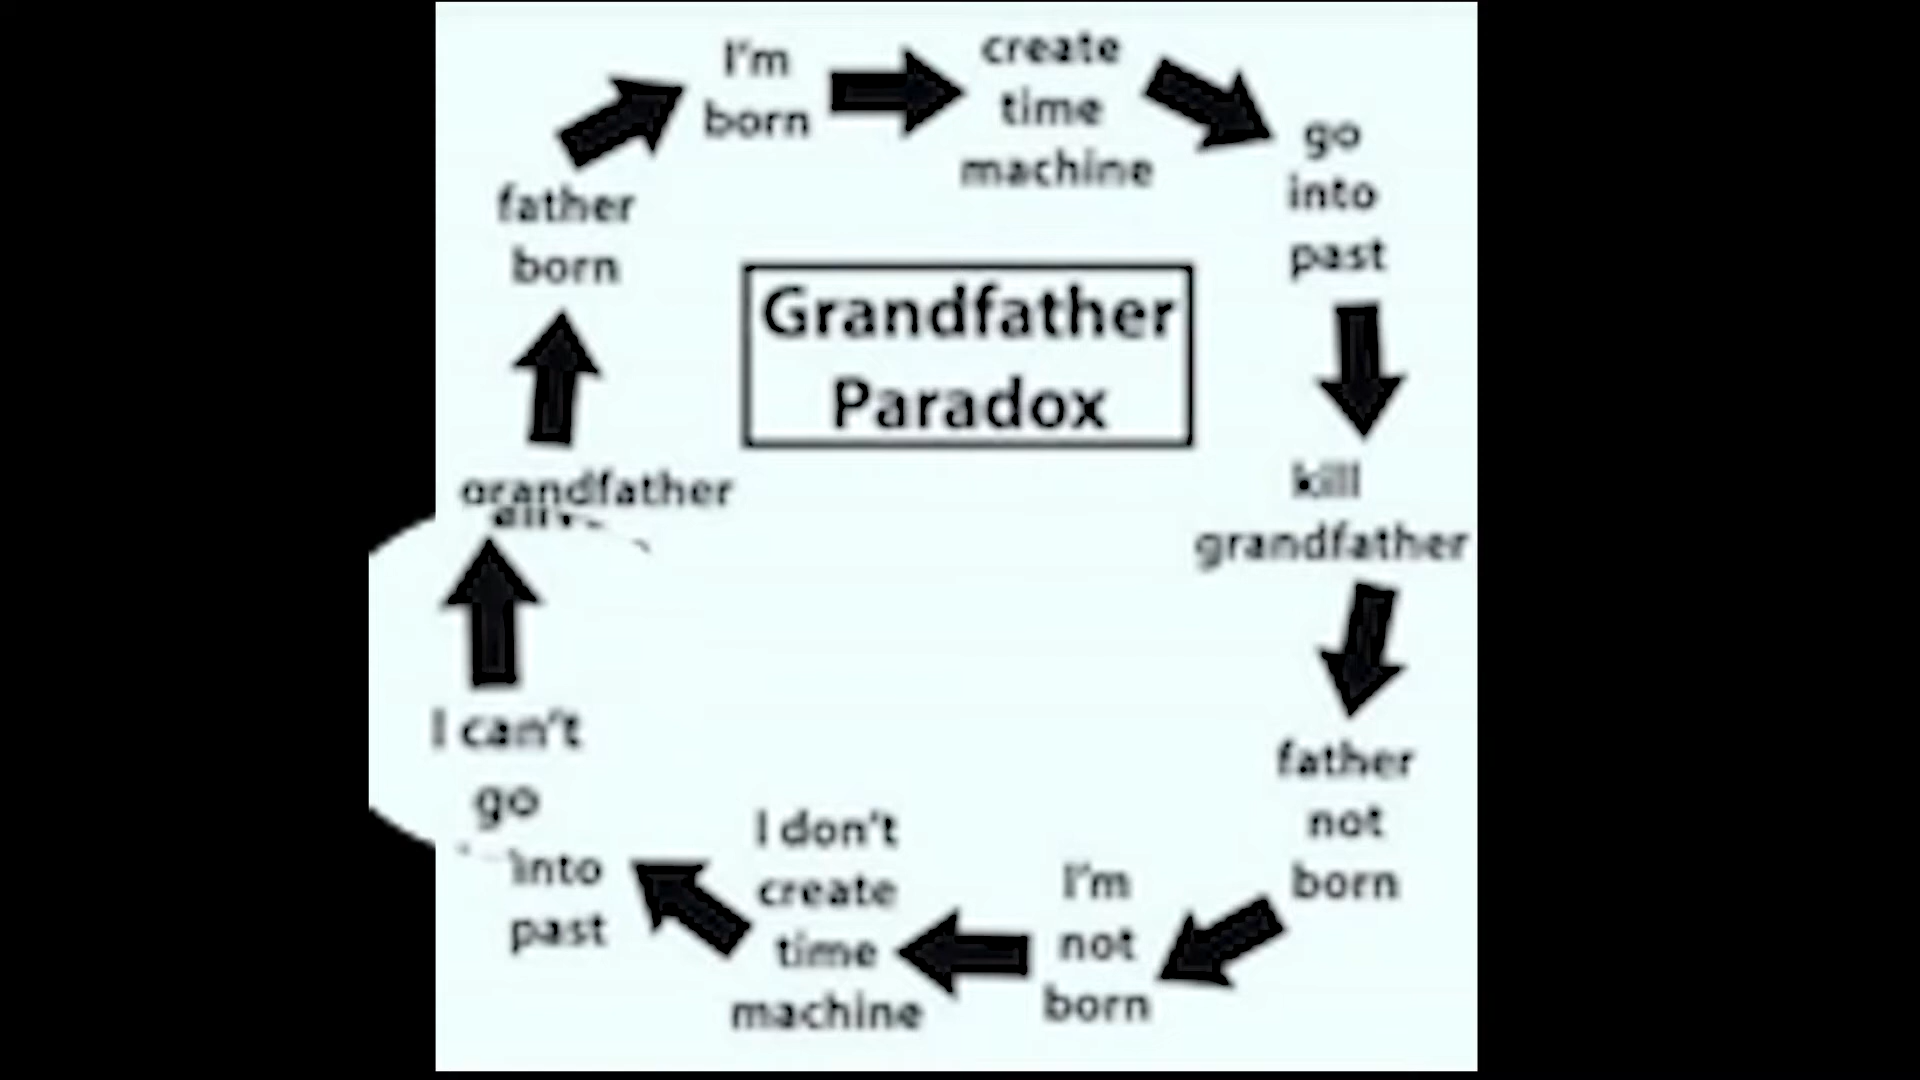 I'm
born
create
time
machine
go
into
past
kill
grandfather
father
not
born
I'm
not
born
I don't
create
time
machine
I can't
go
into
past
grandfather
father
born
Grandfather
Paradox